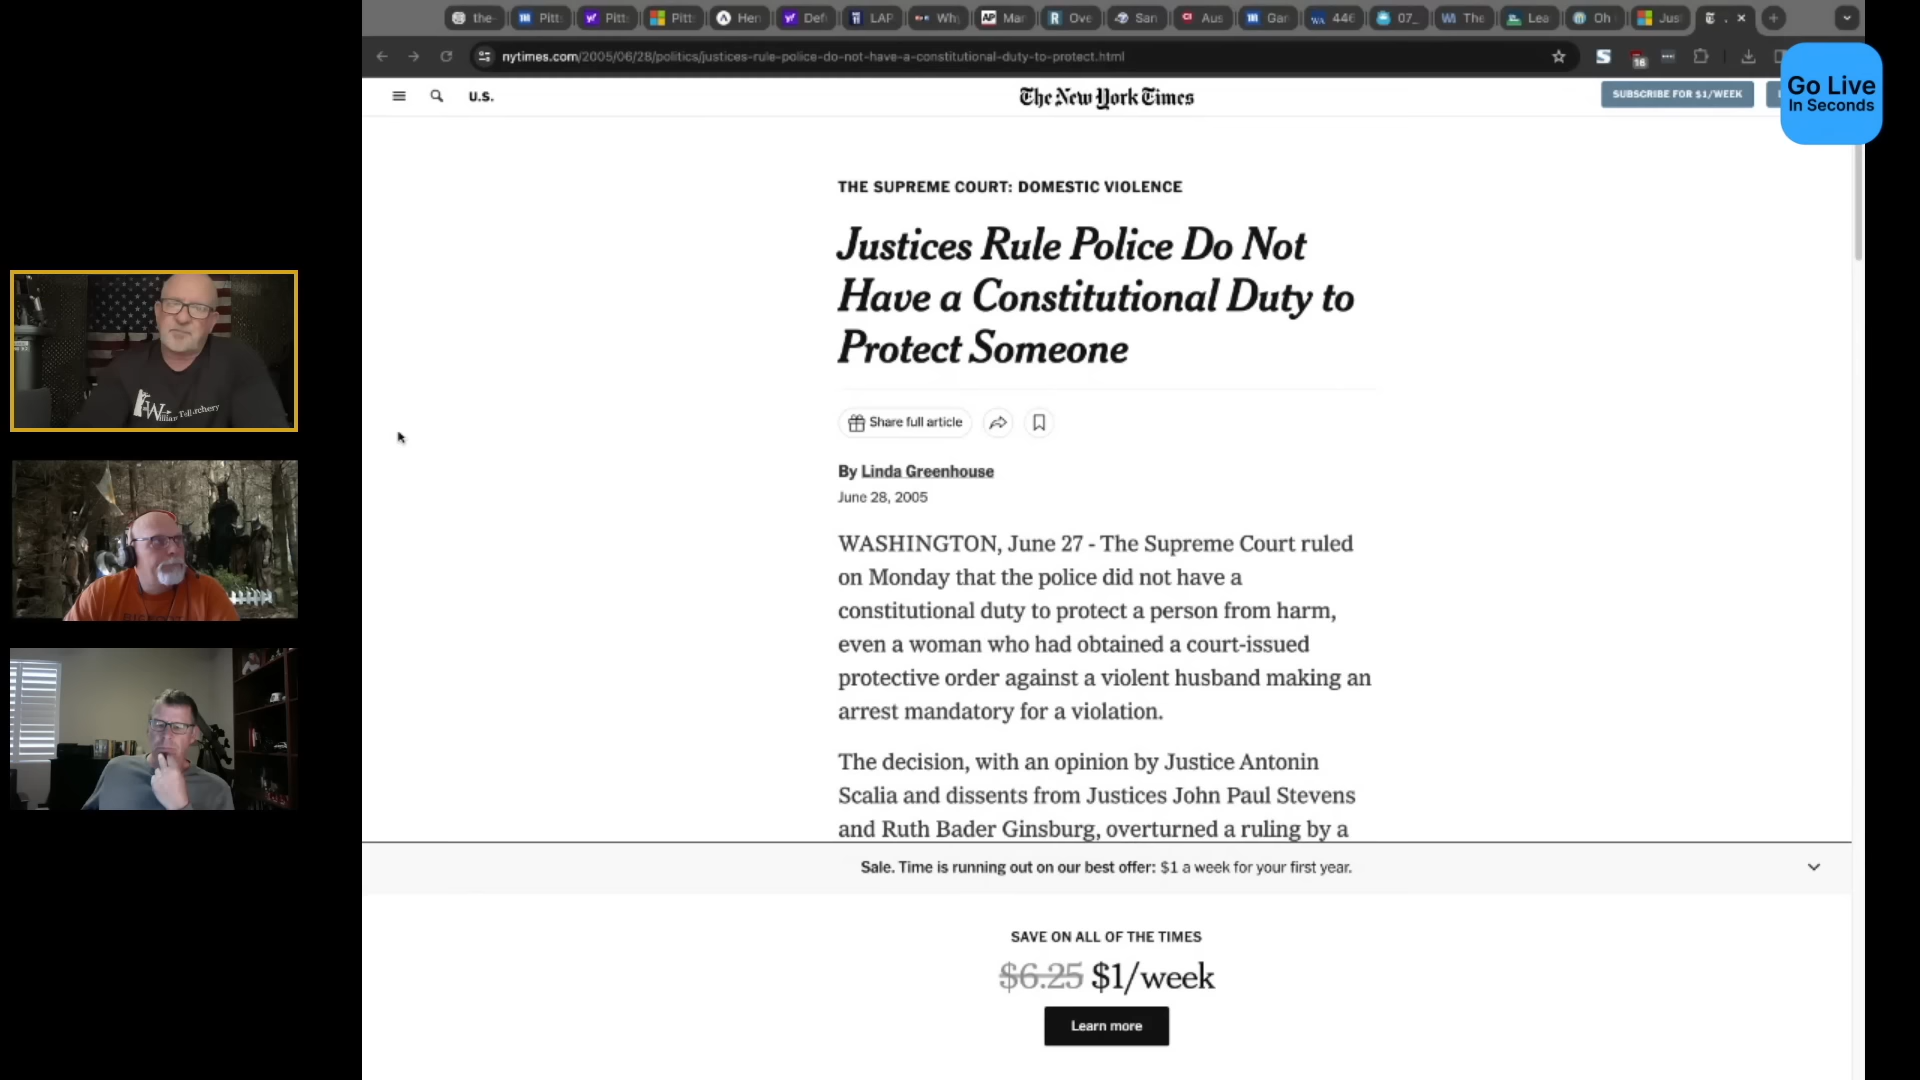 the-
Pitt
Pitt
Pitt
Hen
Def
LAP
Wh
AP
Mar
R
Ove
San
CI
Aus
Gar
WA
446
07_
The
Lea
Oh
Jus
nytimes.com/2005/06/28/politics/justices-rule-police-do-not-have-a-constitutional-duty-to-protect.html
16
Go Live
In Seconds
U.S.
The New York Times
SUBSCRIBE FOR $1/WEEK
THE SUPREME COURT: DOMESTIC VIOLENCE
Justices Rule Police Do Not
Have a Constitutional Duty to
Protect Someone
Share full article
By Linda Greenhouse
June 28, 2005
WASHINGTON, June 27 - The Supreme Court ruled
on Monday that the police did not have a
constitutional duty to protect a person from harm,
even a woman who had obtained a court-issued
protective order against a violent husband making an
arrest mandatory for a violation.
The decision, with an opinion by Justice Antonin
Scalia and dissents from Justices John Paul Stevens
and Ruth Bader Ginsburg, overturned a ruling by a
Sale. Time is running out on our best offer: $1 a week for your first year.
SAVE ON ALL OF THE TIMES
$6.25 $1/week
Learn more
William Tell Archery